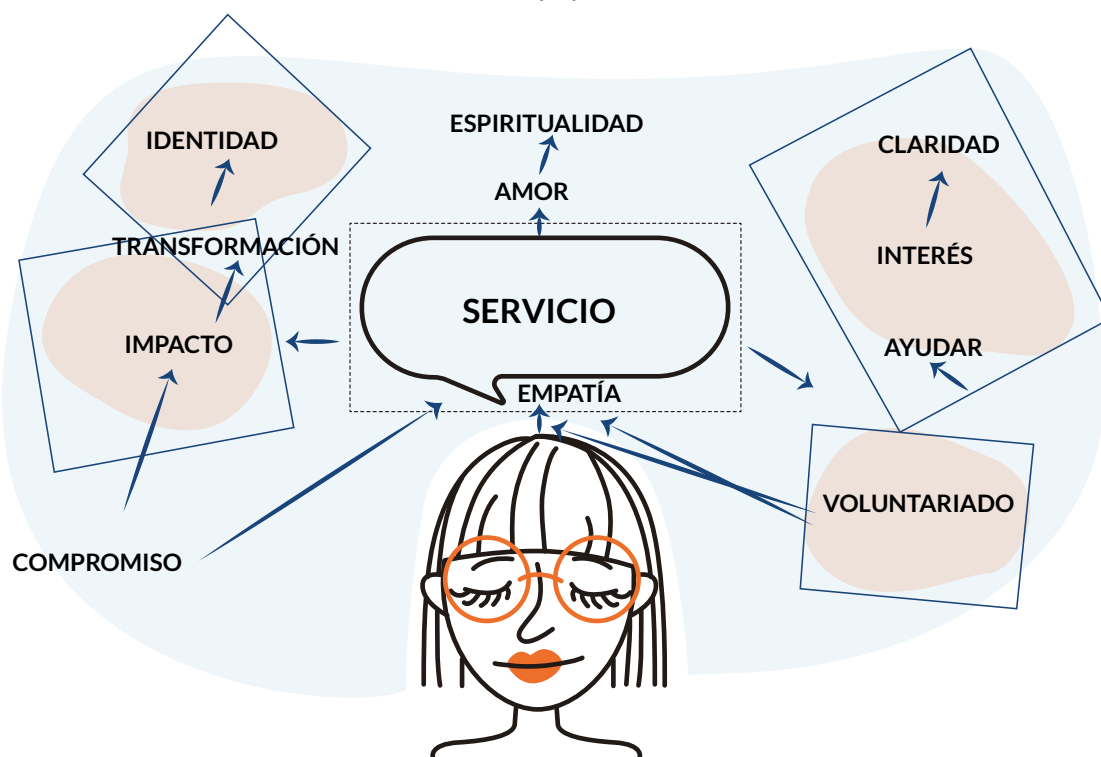 ESPIRITUALIDAD
IDENTIDAD
CLARIDAD
AMOR
TRANSFORMACIÓN
INTERÉS
SERVICIO
IMPACTO
AYUDAR
EMPATÍA
VOLUNTARIADO
COMPROMISO